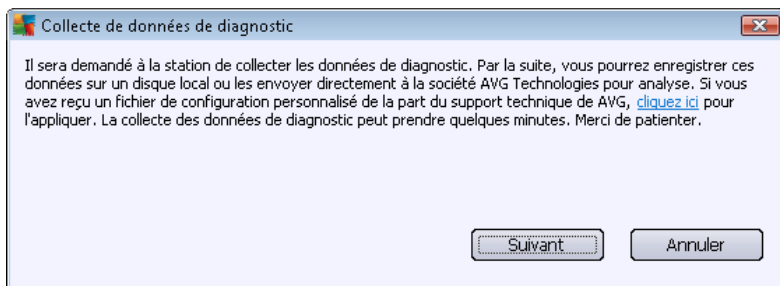 Collecte de données de diagnostic
Il sera demandé à la station de collecter les données de diagnostic. Par la suite, vous pourrez enregistrer ces
données sur un disque local ou les envoyer directement à la société AVG Technologies pour analyse. Si vous
avez reçu un fichier de configuration personnalisé de la part du support technique de AVG, cliquez ici pour
l'appliquer. La collecte des données de diagnostic peut prendre quelques minutes. Merci de patienter.
Suivant Annuler